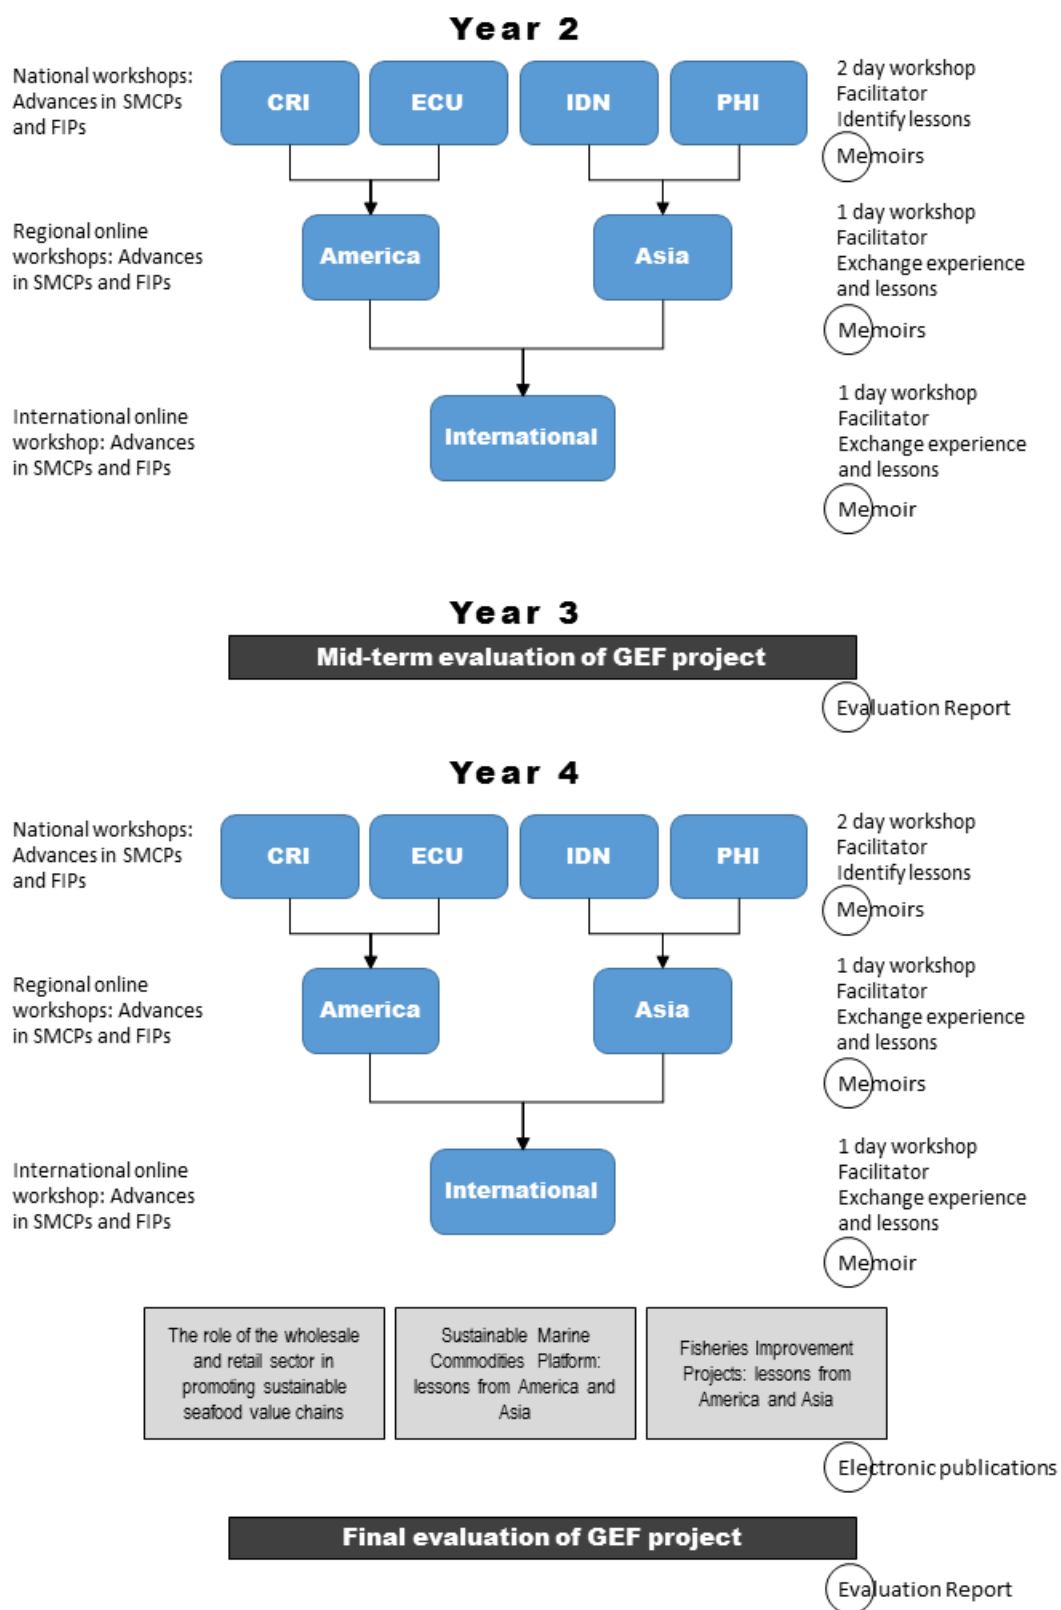 Year 2
National workshops:
Advances in SMCPs
and FIPs
CRI
ECU
IDN
PHI
2 day workshop
Facilitator
Identify lessons
Memoirs
Regional online
workshops: Advances
in SMCPs and FIPs
America
Asia
1 day workshop
Facilitator
Exchange experience
and lessons
Memoirs
International online
workshop: Advances
in SMCPs and FIPs
International
1 day workshop
Facilitator
Exchange experience
and lessons
Memoir
Year 3
Mid-term evaluation of GEF project
Evaluation Report
Year 4
National workshops:
Advances in SMCPs
and FIPs
CRI
ECU
IDN
PHI
2 day workshop
Facilitator
Identify lessons
Memoirs
Regional online
workshops: Advances
in SMCPs and FIPs
America
Asia
1 day workshop
Facilitator
Exchange experience
and lessons
Memoirs
International online
workshop: Advances
in SMCPs and FIPs
International
1 day workshop
Facilitator
Exchange experience
and lessons
Memoir
The role of the wholesale
and retail sector in
promoting sustainable
seafood value chains
Sustainable Marine
Commodities Platform:
lessons from America and
Asia
Fisheries Improvement
Projects: lessons from
America and Asia
Electronic publications
Final evaluation of GEF project
Evaluation Report